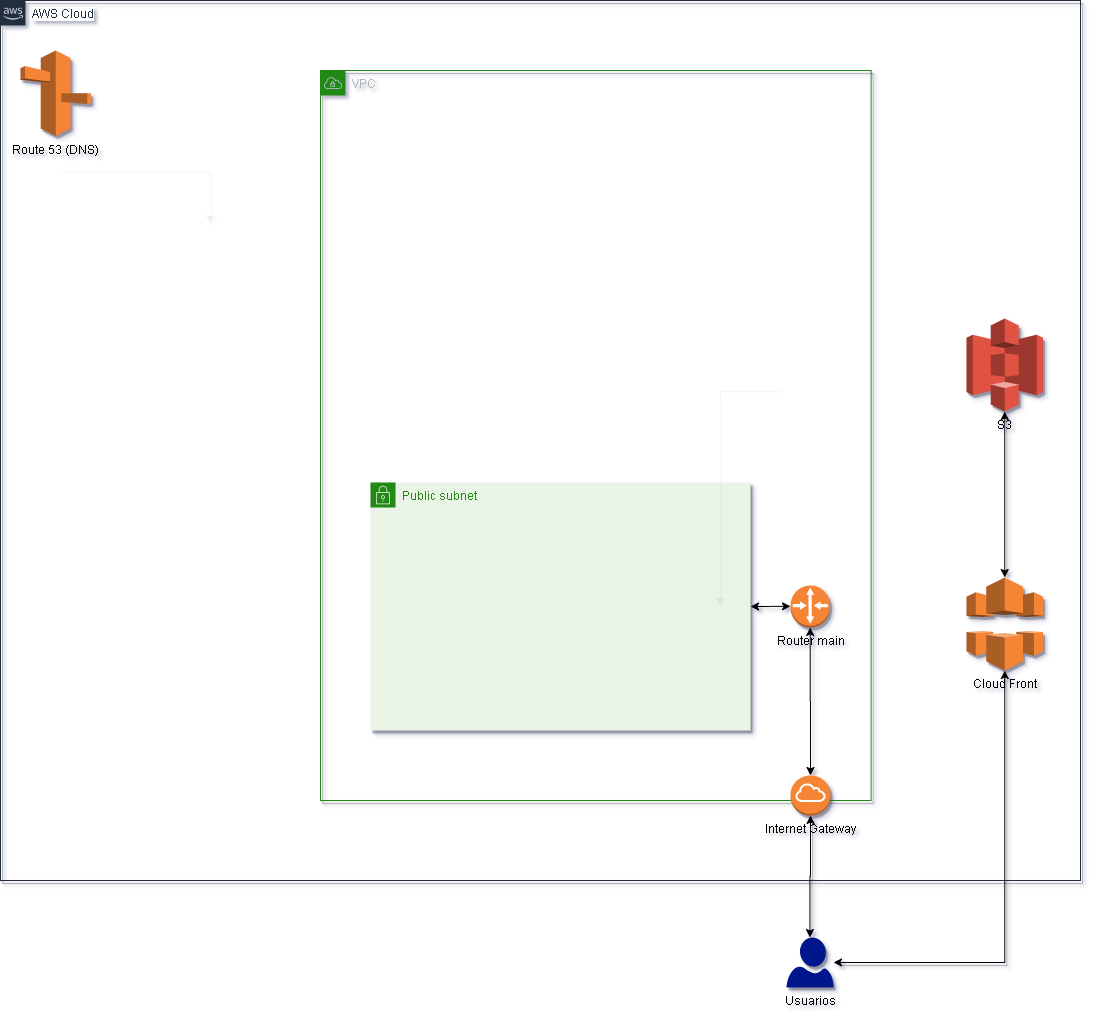 aws
AWS Cloud
Route 53 (DNS)
VPC
S3
Public subnet
Router main
Cloud Front
Internet Gateway
Usuarios